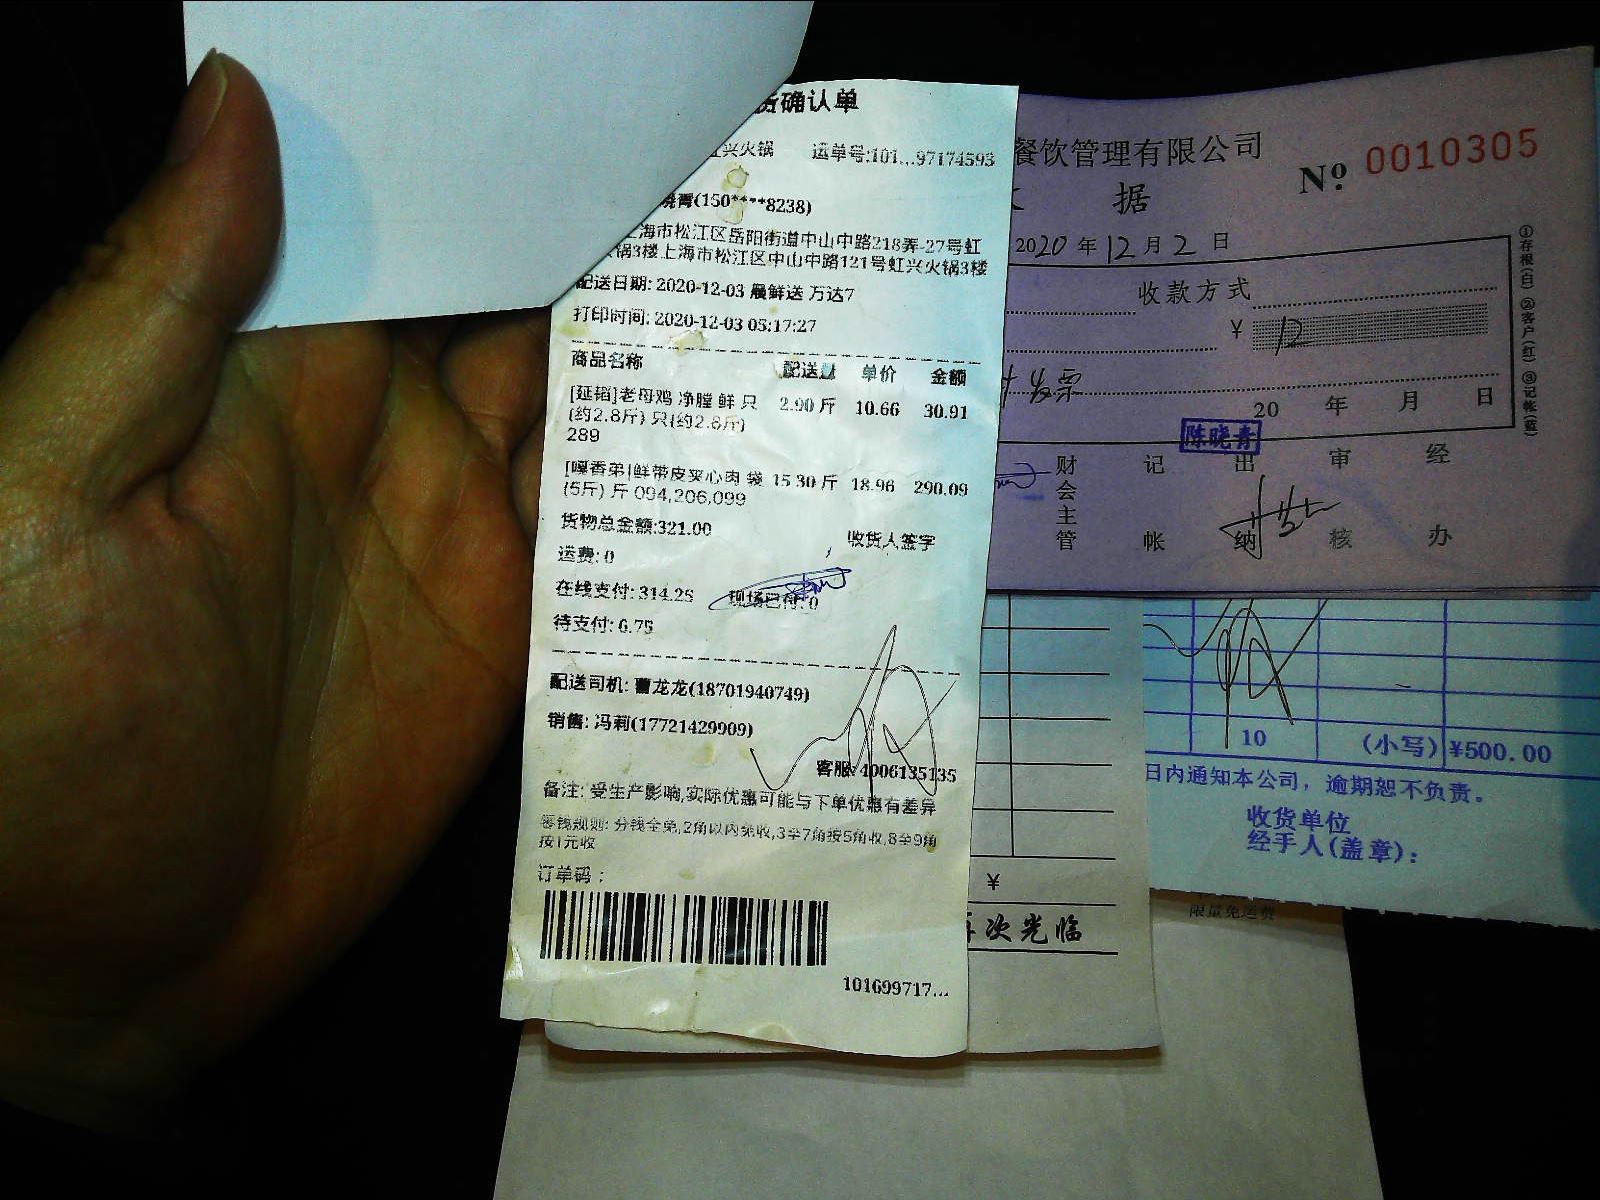 货确认单
兴火锅 运单号:101...97174593
晓青(150****8238)
上海市松江区岳阳街道中山中路218弄-27号虹
火锅3楼上海市松江区中山中路121号虹兴火锅3楼
配送日期: 2020-12-03 晨鲜送 万达7
打印时间: 2020-12-03 05:17:27
商品名称 配送量 单价 金额
[延韬]老母鸡 净膛 鲜 只 2.90 斤 10.66 30.91
(约2.8斤) 只(约2.8斤)
289
[嘎香弟]鲜带皮夹心肉 袋 15.30 斤 18.96 290.09
(5斤) 斤 094,206,099
货物总金额:321.00 收货人签字
运费: 0
在线支付: 314.25 现场已付: 0
待支付: 6.75
配送司机: 曹龙龙(18701940749)
销售: 冯莉(17721429909)
客服: 4006135135
备注: 受生产影响,实际优惠可能与下单优惠有差异
零钱规则: 分钱全免,2角以内免收,3至7角按5角收,8至9角
按1元收
订单码:
101699717...
餐饮管理有限公司
Nº 0010305
据
2020 年 12 月 2 日
收款方式
¥ 12
发票
20 年 月 日
①存根(白) ②客户(红) ③记帐(蓝)
陈晓青
财会主管 记帐 出纳 审核 经办
10 (小写) ¥500.00
日内通知本公司，逾期恕不负责。
收货单位
经手人(盖章)：
¥
再次光临
限量免运费